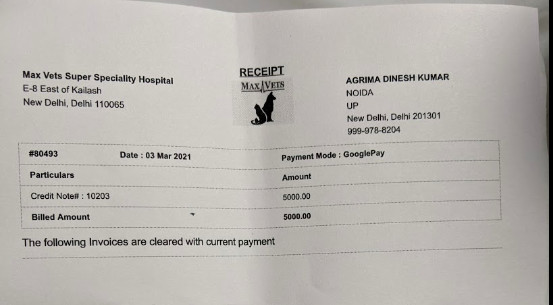 RECEIPT
MAX VETS
Max Vets Super Speciality Hospital
E-8 East of Kailash
New Delhi, Delhi 110065
AGRIMA DINESH KUMAR
NOIDA
UP
New Delhi, Delhi 201301
999-978-8204
#80493 Date : 03 Mar 2021 Payment Mode : GooglePay
Particulars Amount
Credit Note# : 10203 5000.00
Billed Amount 5000.00
The following Invoices are cleared with current payment